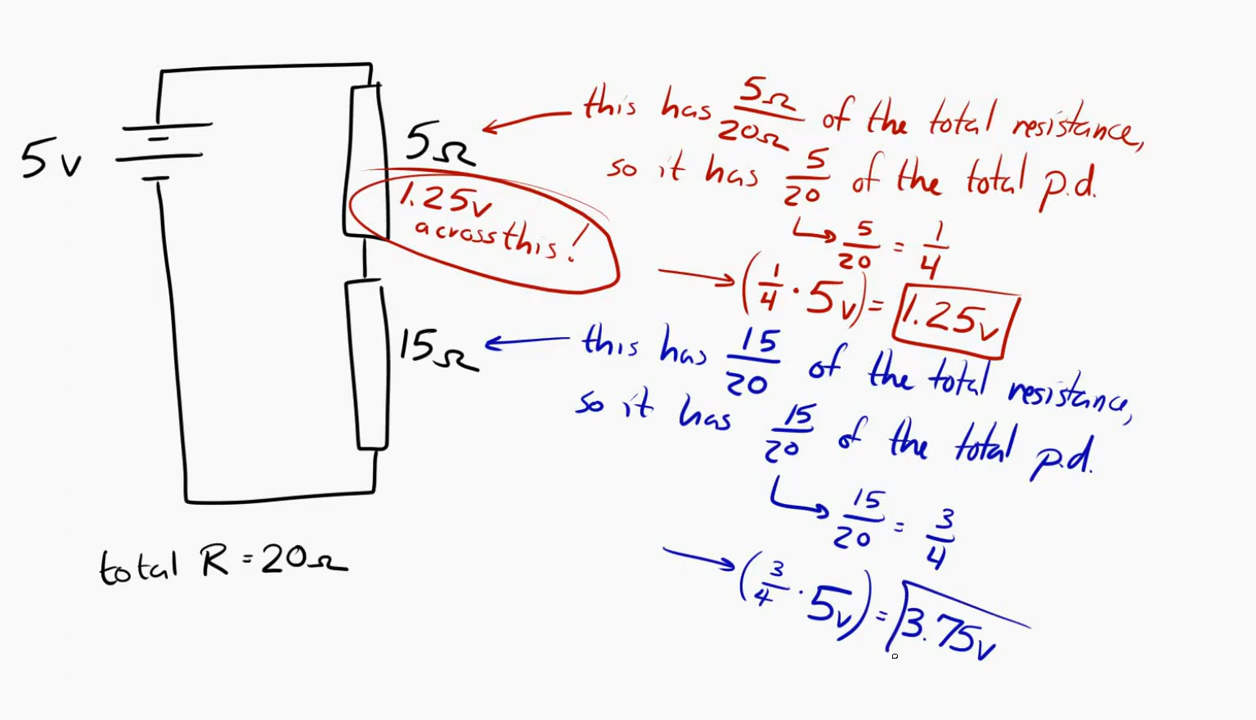 5v
5Ω
1.25v
across this!
15Ω
total R = 20Ω
this has 5Ω/20Ω of the total resistance,
so it has 5/20 of the total p.d.
↳ 5/20 = 1/4
→ (1/4 · 5v) = 1.25v
this has 15/20 of the total resistance,
so it has 15/20 of the total p.d.
↳ 15/20 = 3/4
→ (3/4 · 5v) = 3.75v